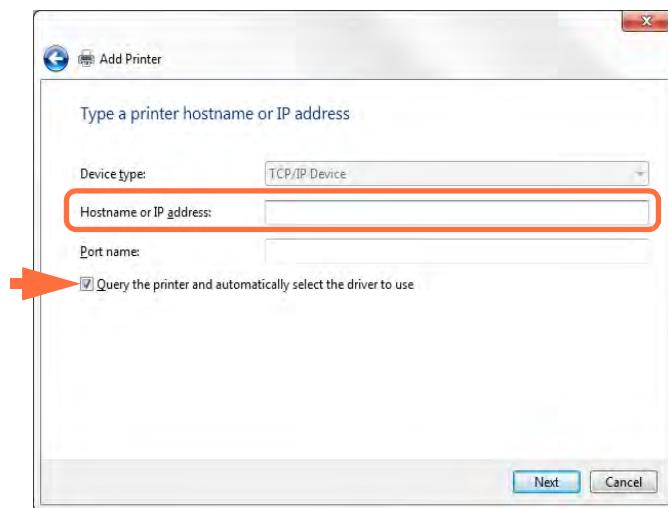 Add Printer
Type a printer hostname or IP address
Device type: TCP/IP Device
Hostname or IP address:
Port name:
Query the printer and automatically select the driver to use
Next Cancel